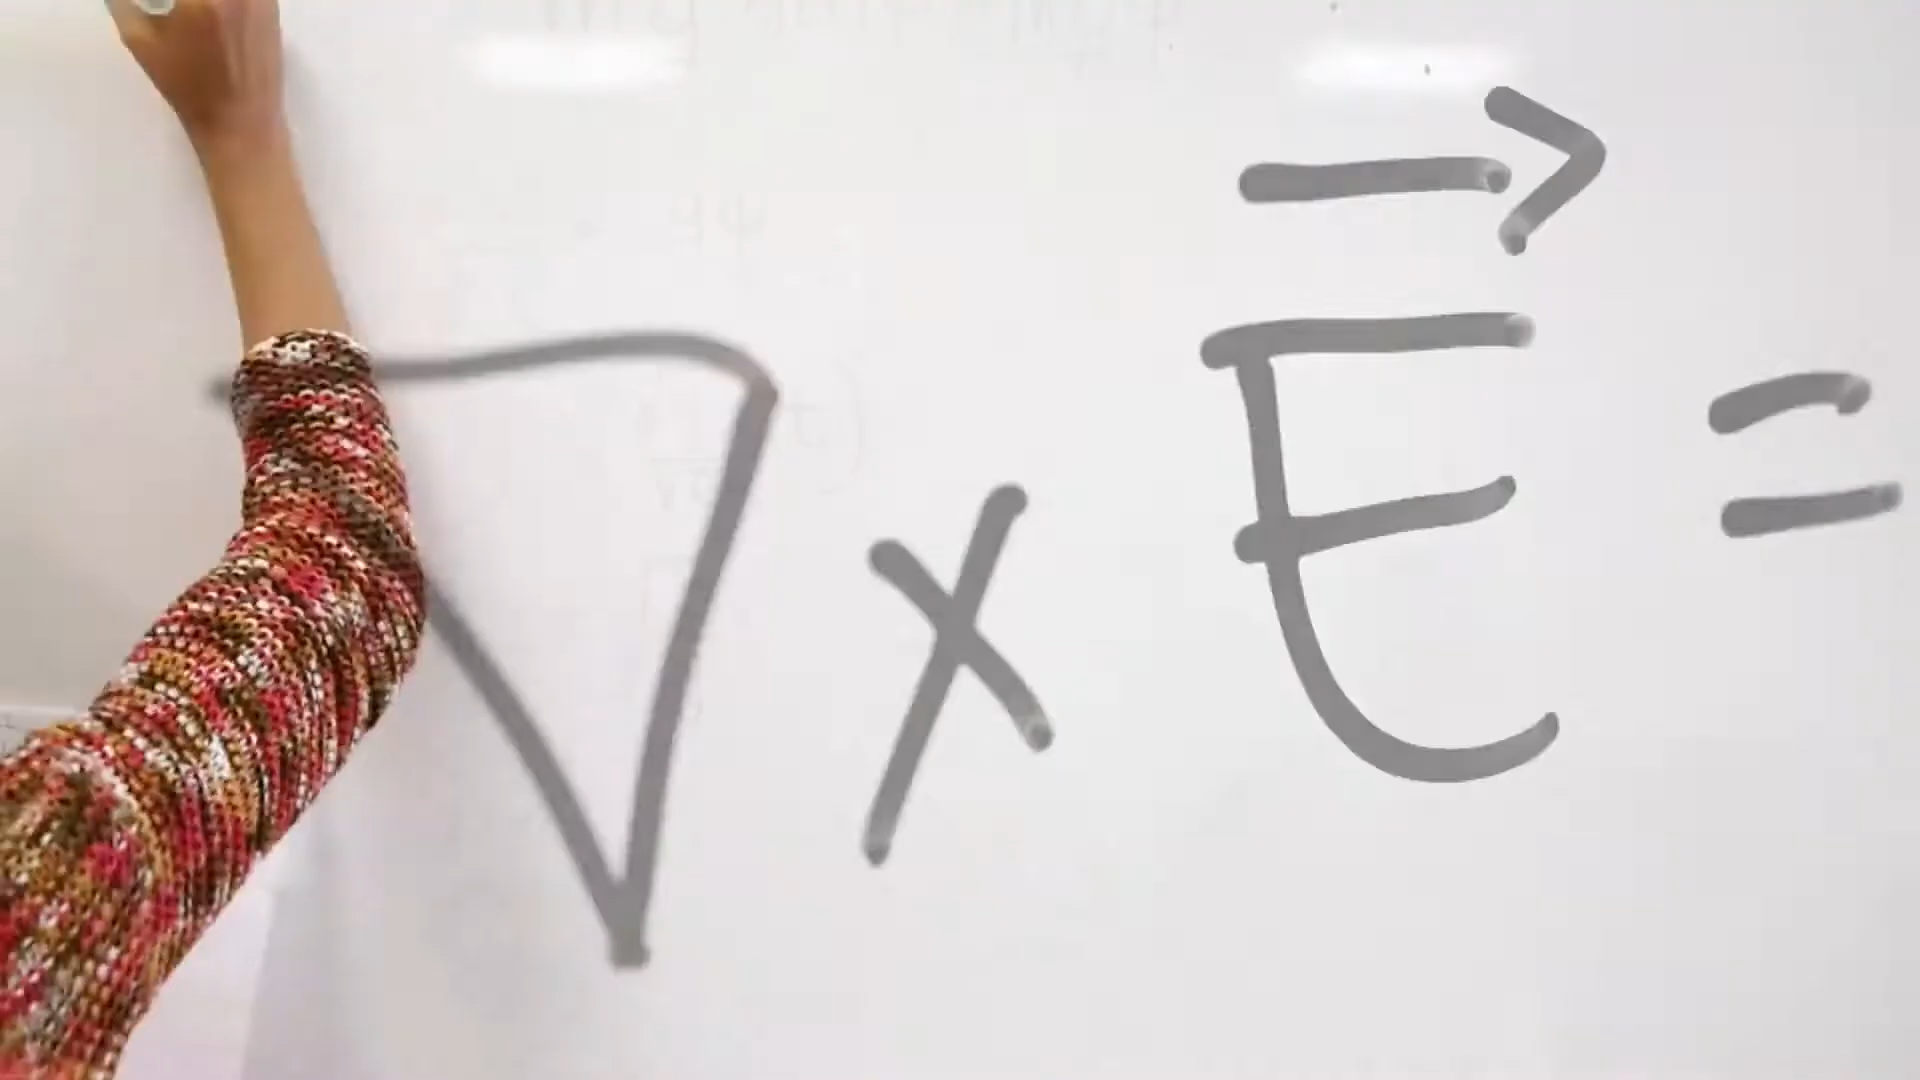 ∇ × E⃗ =